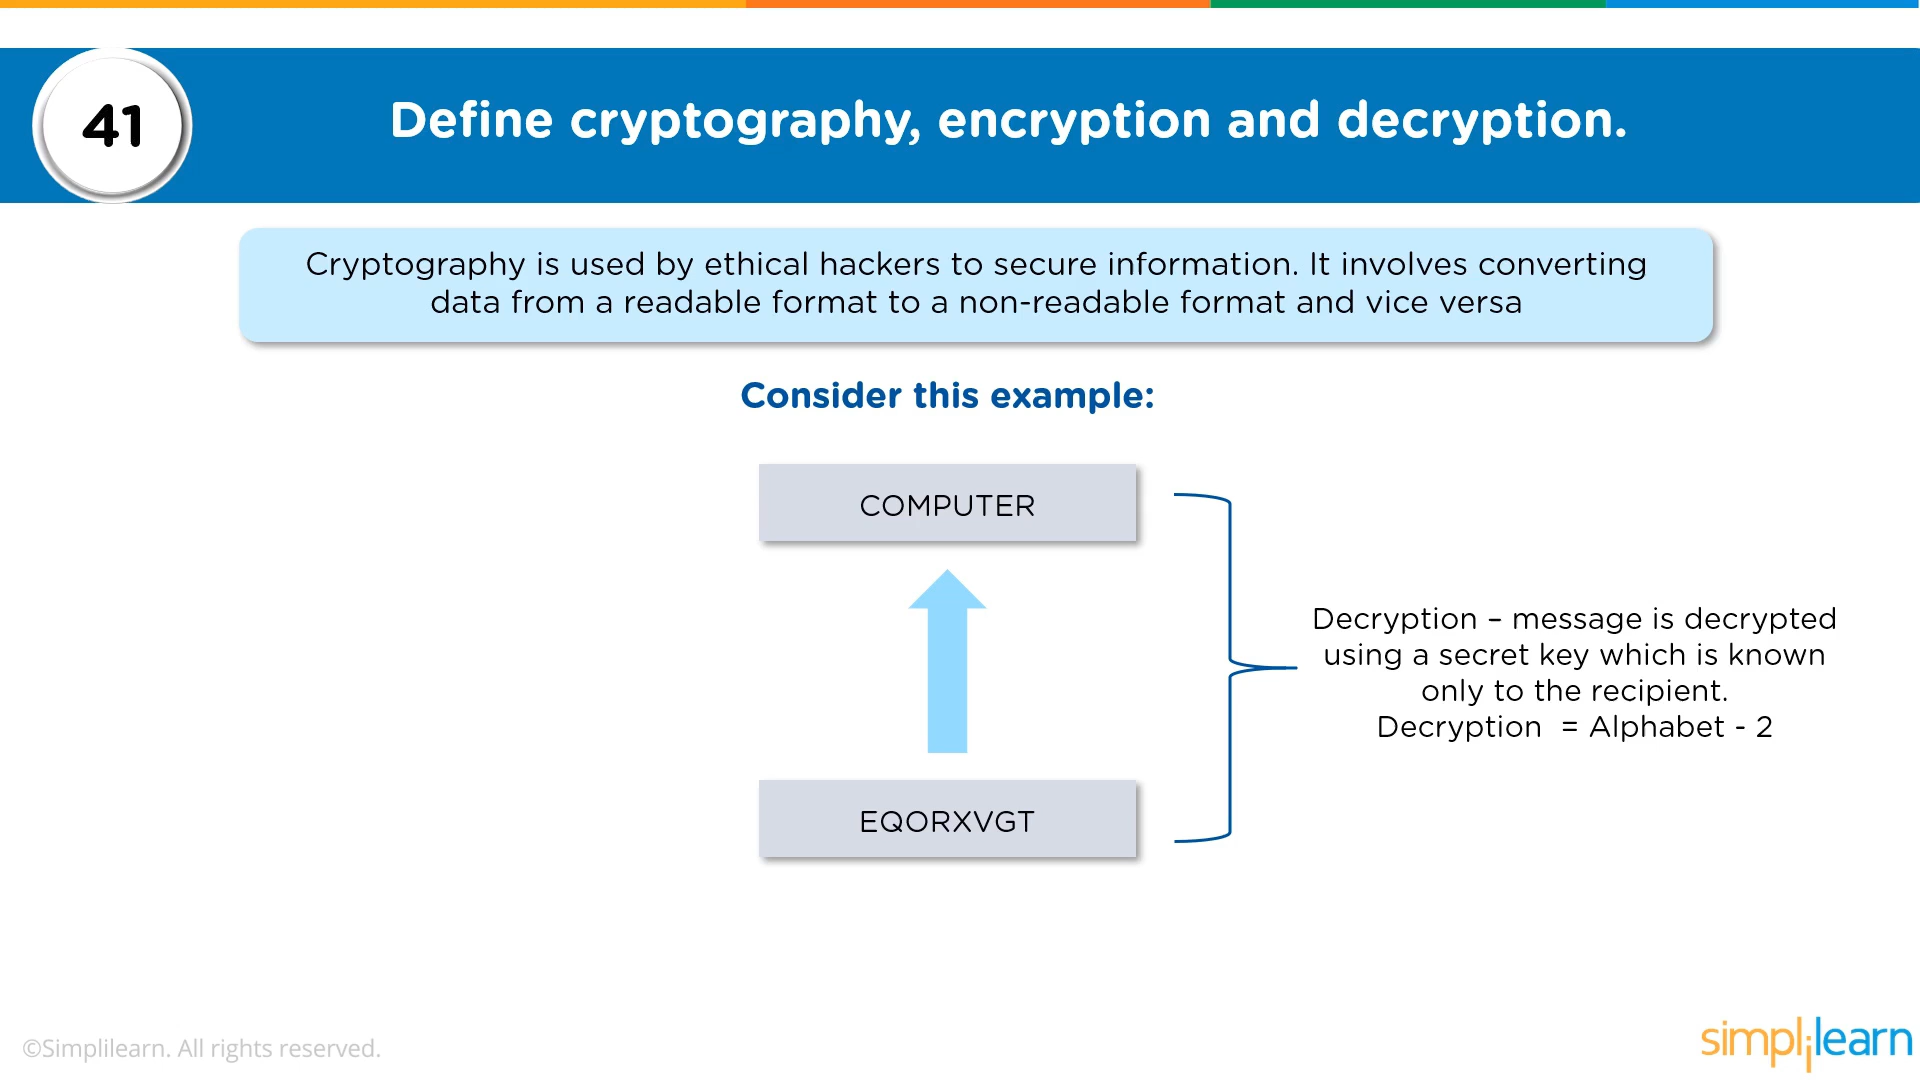 41
Define cryptography, encryption and decryption.
Cryptography is used by ethical hackers to secure information. It involves converting
data from a readable format to a non-readable format and vice versa
Consider this example:
COMPUTER
Decryption – message is decrypted
using a secret key which is known
only to the recipient.
Decryption  = Alphabet - 2
EQORXVGT
©Simplilearn. All rights reserved.
simplilearn